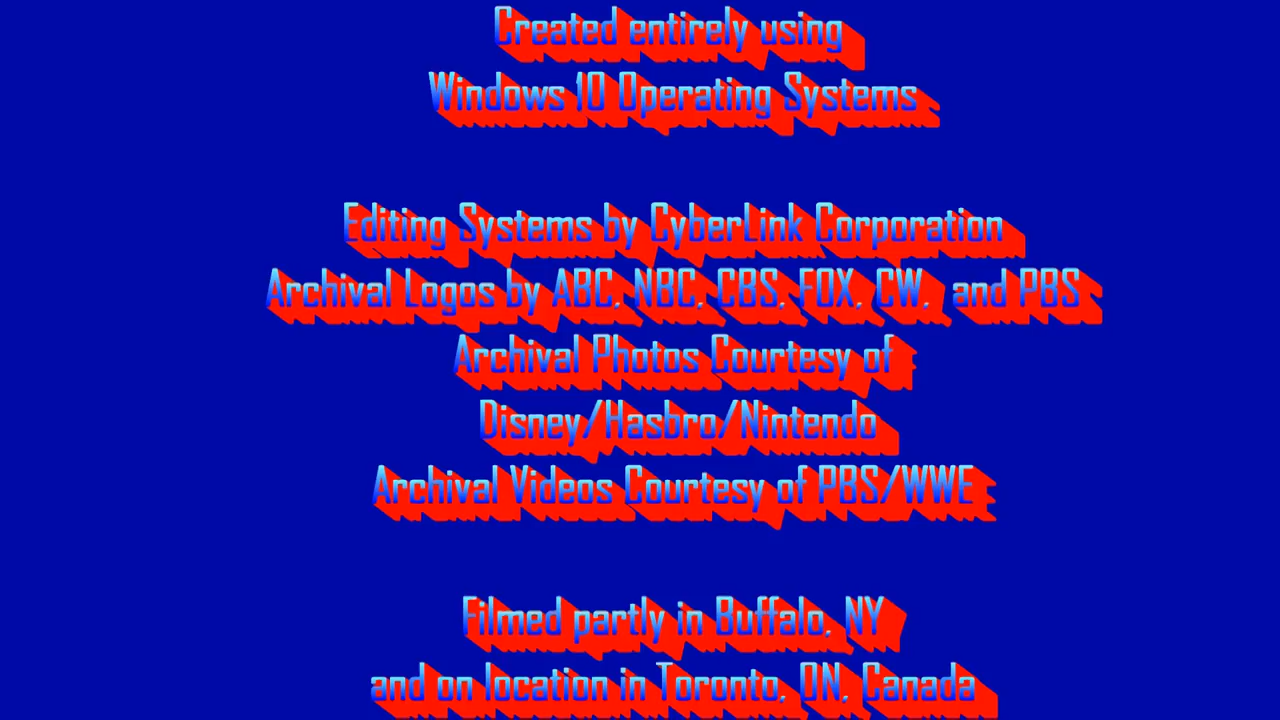 Created entirely using
Windows 10 Operating Systems
Editing Systems by CyberLink Corporation
Archival Logos by ABC, NBC, CBS, FOX, CW, and PBS
Archival Photos Courtesy of
Disney/Hasbro/Nintendo
Archival Videos Courtesy of PBS/WWE
Filmed partly in Buffalo, NY
and on location in Toronto, ON, Canada